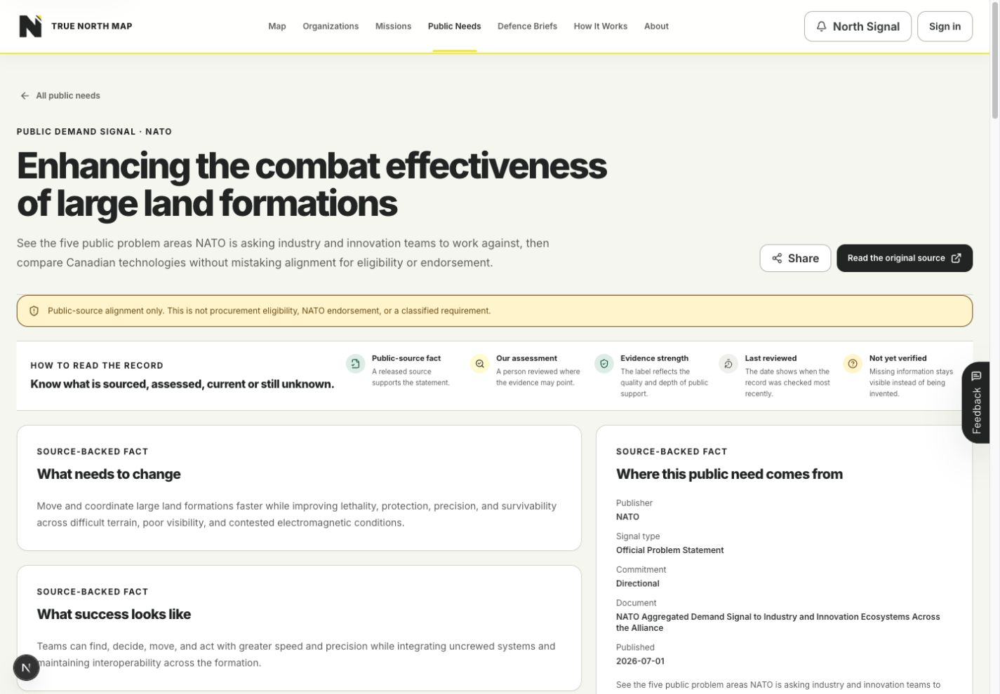 TRUE NORTH MAP
Map
Organizations
Missions
Public Needs
Defence Briefs
How It Works
About
North Signal
Sign in
All public needs
PUBLIC DEMAND SIGNAL · NATO
Enhancing the combat effectiveness
of large land formations
See the five public problem areas NATO is asking industry and innovation teams to work against, then
compare Canadian technologies without mistaking alignment for eligibility or endorsement.
Share
Read the original source
Public-source alignment only. This is not procurement eligibility, NATO endorsement, or a classified requirement.
HOW TO READ THE RECORD
Know what is sourced, assessed, current or still unknown.
Public-source fact
A released source
supports the statement.
Our assessment
A person reviewed where
the evidence may point.
Evidence strength
The label reflects the
quality and depth of public
support.
Last reviewed
The date shows when the
record was checked most
recently.
Not yet verified
Missing information stays
visible instead of being
invented.
Feedback
SOURCE-BACKED FACT
What needs to change
Move and coordinate large land formations faster while improving lethality, protection, precision, and survivability
across difficult terrain, poor visibility, and contested electromagnetic conditions.
SOURCE-BACKED FACT
What success looks like
Teams can find, decide, move, and act with greater speed and precision while integrating uncrewed systems and
maintaining interoperability across the formation.
N
SOURCE-BACKED FACT
Where this public need comes from
Publisher
NATO
Signal type
Official Problem Statement
Commitment
Directional
Document
NATO Aggregated Demand Signal to Industry and Innovation Ecosystems Across
the Alliance
Published
2026-07-01
See the five public problem areas NATO is asking industry and innovation teams to